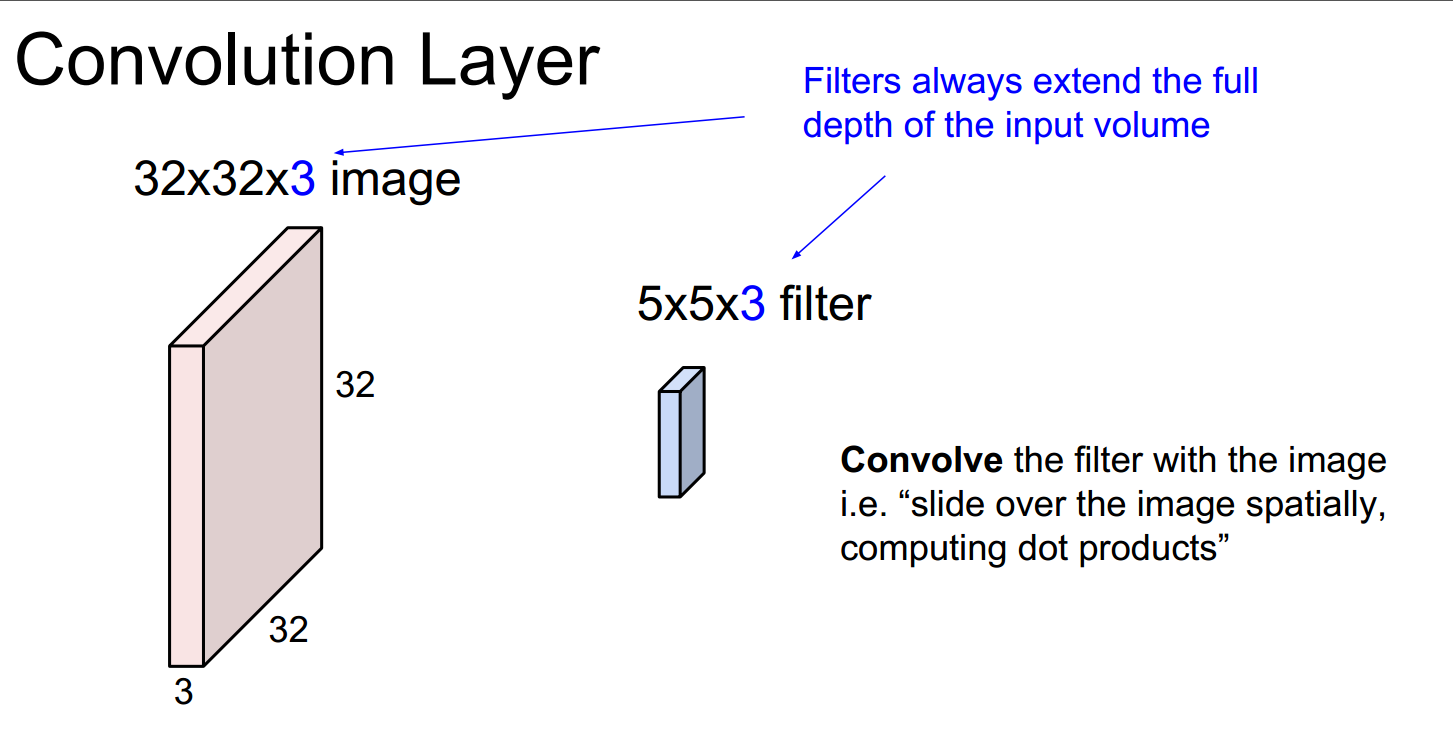 Convolution Layer
Filters always extend the full
depth of the input volume
32x32x3 image
5x5x3 filter
32
Convolve the filter with the image
i.e. “slide over the image spatially,
computing dot products”
32
3